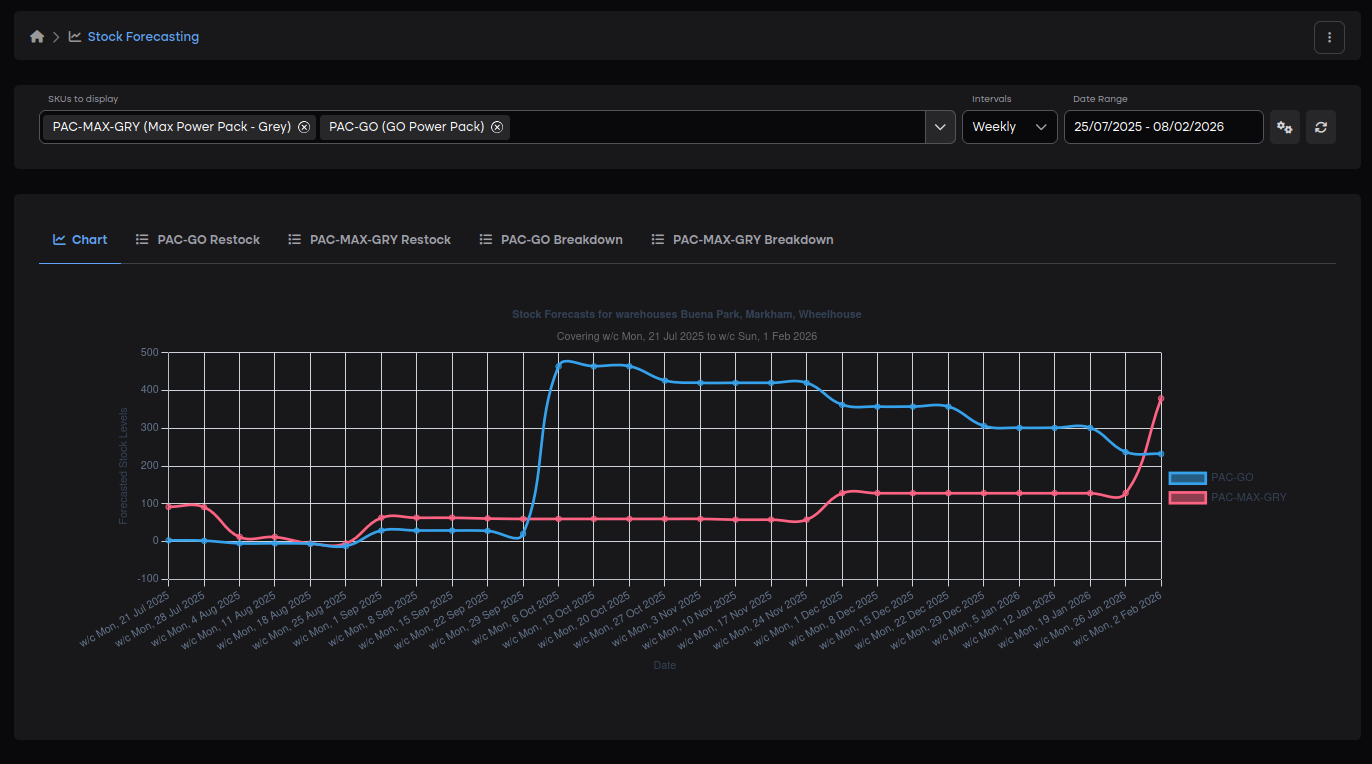 Stock Forecasting
SKUs to display
Intervals
Date Range
PAC-MAX-GRY (Max Power Pack - Grey)
PAC-GO (GO Power Pack)
Weekly
25/07/2025 - 08/02/2026
Chart
PAC-GO Restock
PAC-MAX-GRY Restock
PAC-GO Breakdown
PAC-MAX-GRY Breakdown
Stock Forecasts for warehouses Buena Park, Markham, Wheelhouse
Covering w/c Mon, 21 Jul 2025 to w/c Sun, 1 Feb 2026
Forecasted Stock Levels
500
400
300
200
100
0
-100
PAC-GO
PAC-MAX-GRY
w/c Mon, 21 Jul 2025
w/c Mon, 28 Jul 2025
w/c Mon, 4 Aug 2025
w/c Mon, 11 Aug 2025
w/c Mon, 18 Aug 2025
w/c Mon, 25 Aug 2025
w/c Mon, 1 Sep 2025
w/c Mon, 8 Sep 2025
w/c Mon, 15 Sep 2025
w/c Mon, 22 Sep 2025
w/c Mon, 29 Sep 2025
w/c Mon, 6 Oct 2025
w/c Mon, 13 Oct 2025
w/c Mon, 20 Oct 2025
w/c Mon, 27 Oct 2025
w/c Mon, 3 Nov 2025
w/c Mon, 10 Nov 2025
w/c Mon, 17 Nov 2025
w/c Mon, 24 Nov 2025
w/c Mon, 1 Dec 2025
w/c Mon, 8 Dec 2025
w/c Mon, 15 Dec 2025
w/c Mon, 22 Dec 2025
w/c Mon, 29 Dec 2025
w/c Mon, 5 Jan 2026
w/c Mon, 12 Jan 2026
w/c Mon, 19 Jan 2026
w/c Mon, 26 Jan 2026
w/c Mon, 2 Feb 2026
Date